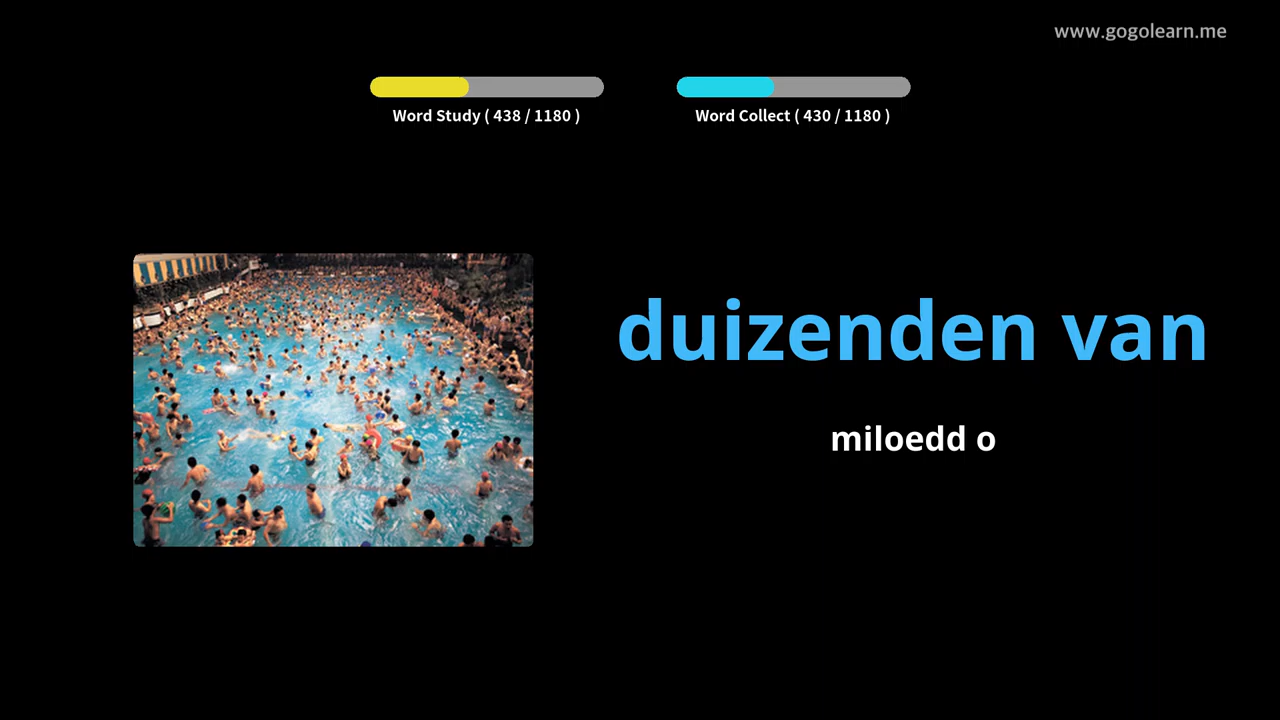 www.gogolearn.me
Word Study ( 438 / 1180 )
Word Collect ( 430 / 1180 )
duizenden van
miloedd o